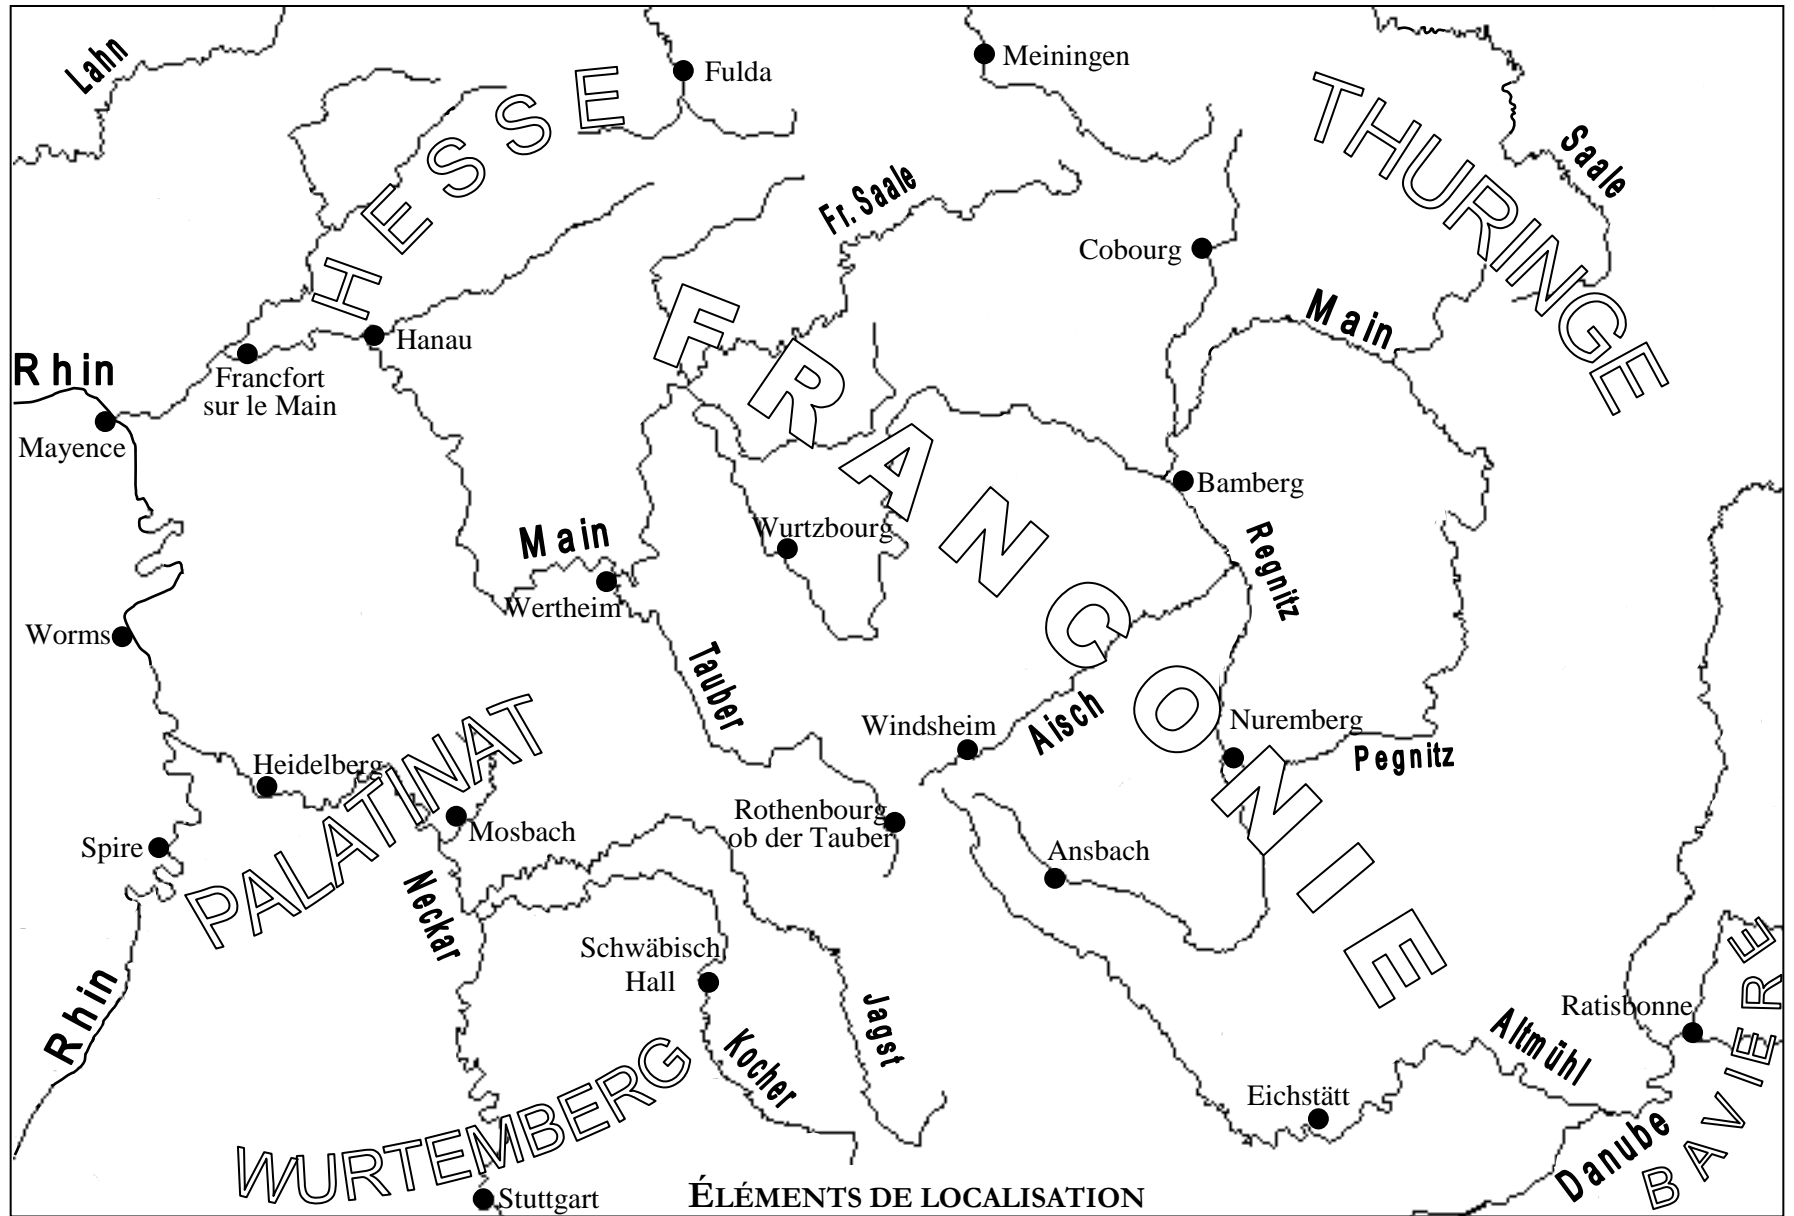 Lahn
HESSE
Fulda
Meiningen
THURINGE
Saale
Fr. Saale
Cobourg
Main
Hanau
Rhin
Francfort
sur le Main
Mayence
FRANCONIE
Bamberg
Regnitz
Main
Wurtzbourg
Wertheim
Worms
Tauber
Windsheim
Aisch
Nuremberg
Pegnitz
Heidelberg
PALATINAT
Mosbach
Rothenbourg
ob der Tauber
Spire
Ansbach
Neckar
Schwäbisch
Hall
Rhin
Jagst
Kocher
Ratisbonne
Altmühl
BAVIERE
Eichstätt
Danube
WURTEMBERG
Stuttgart
ÉLÉMENTS DE LOCALISATION